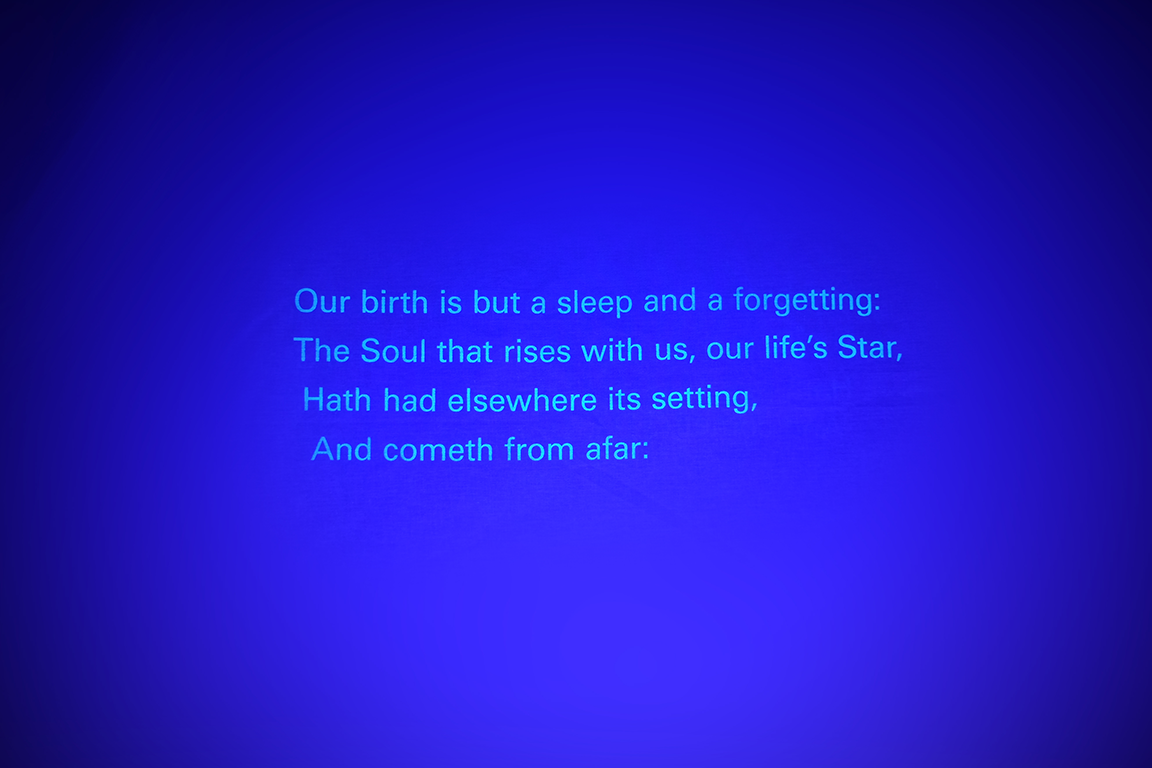 Our birth is but a sleep and a forgetting:
The Soul that rises with us, our life’s Star,
Hath had elsewhere its setting,
And cometh from afar: